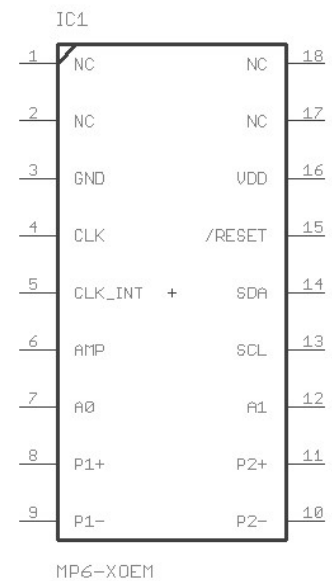 IC1
1 NC NC 18
2 NC NC 17
3 GND VDD 16
4 CLK /RESET 15
5 CLK_INT + SDA 14
6 AMP SCL 13
7 A0 A1 12
8 P1+ P2+ 11
9 P1- P2- 10
MP6-XOEM